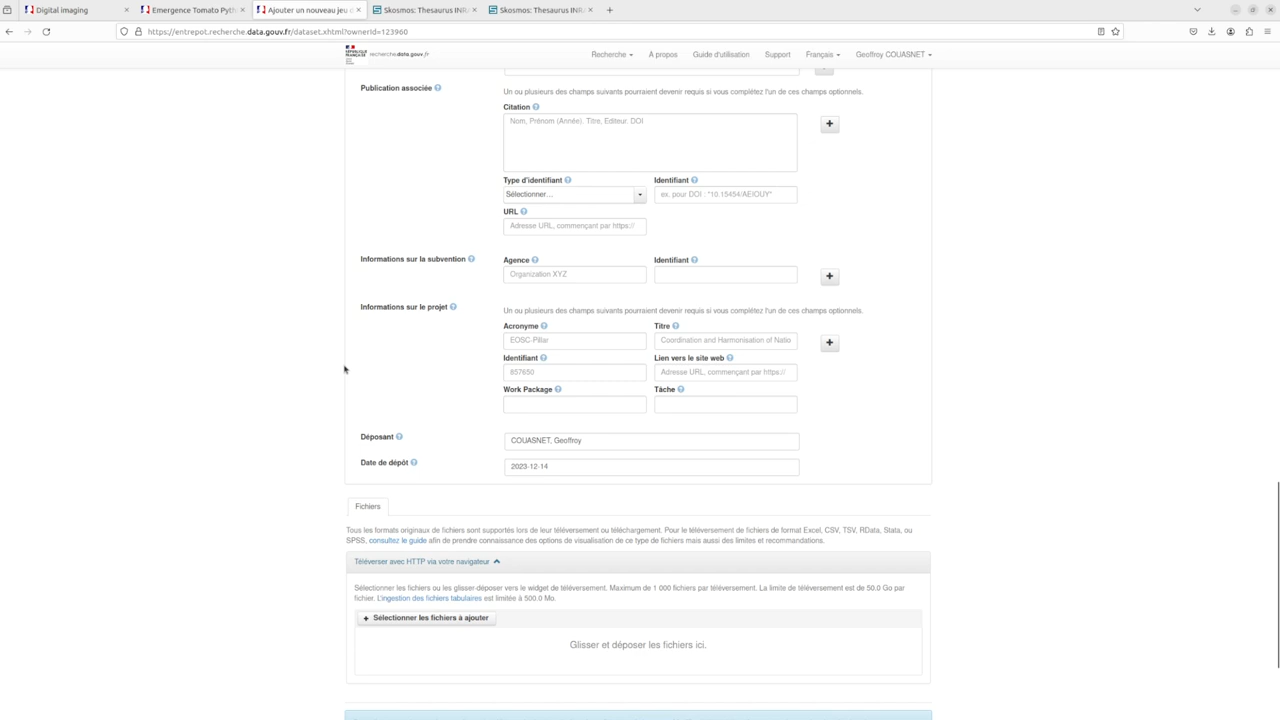 Digital imaging
Emergence Tomato Pyth
Ajouter un nouveau jeu d
Skosmos: Thesaurus INRA
Skosmos: Thesaurus INRA
https://entrepot.recherche.data.gouv.fr/dataset.xhtml?ownerId=123960
RÉPUBLIQUE FRANÇAISE
recherche.data.gouv.fr
Recherche
À propos
Guide d'utilisation
Support
Français
Geoffroy COUASNET
Publication associée
Un ou plusieurs des champs suivants pourraient devenir requis si vous complétez l'un de ces champs optionnels.
Citation
Nom, Prénom (Année). Titre, Editeur. DOI
Type d'identifiant
Identifiant
Sélectionner...
ex. pour DOI : "10.15454/AEIOUY"
URL
Adresse URL, commençant par https://
Informations sur la subvention
Agence
Identifiant
Organization XYZ
Informations sur le projet
Un ou plusieurs des champs suivants pourraient devenir requis si vous complétez l'un de ces champs optionnels.
Acronyme
Titre
EOSC-Pillar
Coordination and Harmonisation of Natio
Identifiant
Lien vers le site web
857650
Adresse URL, commençant par https://
Work Package
Tâche
Déposant
COUASNET, Geoffroy
Date de dépôt
2023-12-14
Fichiers
Tous les formats originaux de fichiers sont supportés lors de leur téléversement ou téléchargement. Pour le téléversement de fichiers de format Excel, CSV, TSV, RData, Stata, ou
SPSS, consultez le guide afin de prendre connaissance des options de visualisation de ce type de fichiers mais aussi des limites et recommandations.
Téléverser avec HTTP via votre navigateur
Sélectionner les fichiers ou les glisser-déposer vers le widget de téléversement. Maximum de 1 000 fichiers par téléversement. La limite de téléversement est de 50.0 Go par
fichier. L'ingestion des fichiers tabulaires est limitée à 500.0 Mo.
+ Sélectionner les fichiers à ajouter
Glisser et déposer les fichiers ici.